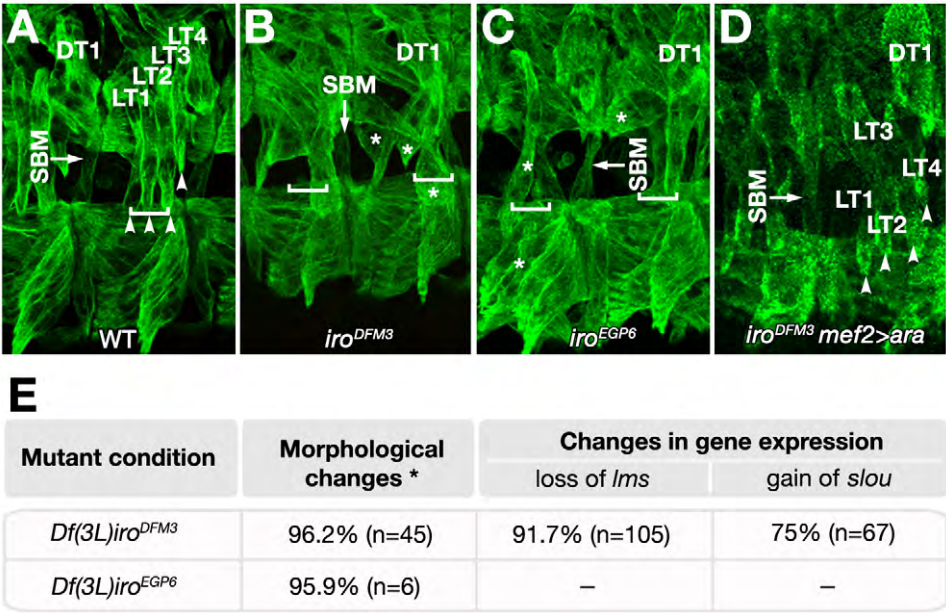 A
DT1
LT4
LT3
LT2
LT1
SBM
WT
B
DT1
SBM
*
*
*
iroDFM3
C
DT1
*
*
SBM
*
iroEGP6
D
DT1
LT3
LT4
SBM
LT1
LT2
iroDFM3 mef2>ara
E
Mutant condition
Morphological
changes *
Changes in gene expression
loss of lms
gain of slou
Df(3L)iroDFM3
96.2% (n=45)
91.7% (n=105)
75% (n=67)
Df(3L)iroEGP6
95.9% (n=6)
–
–